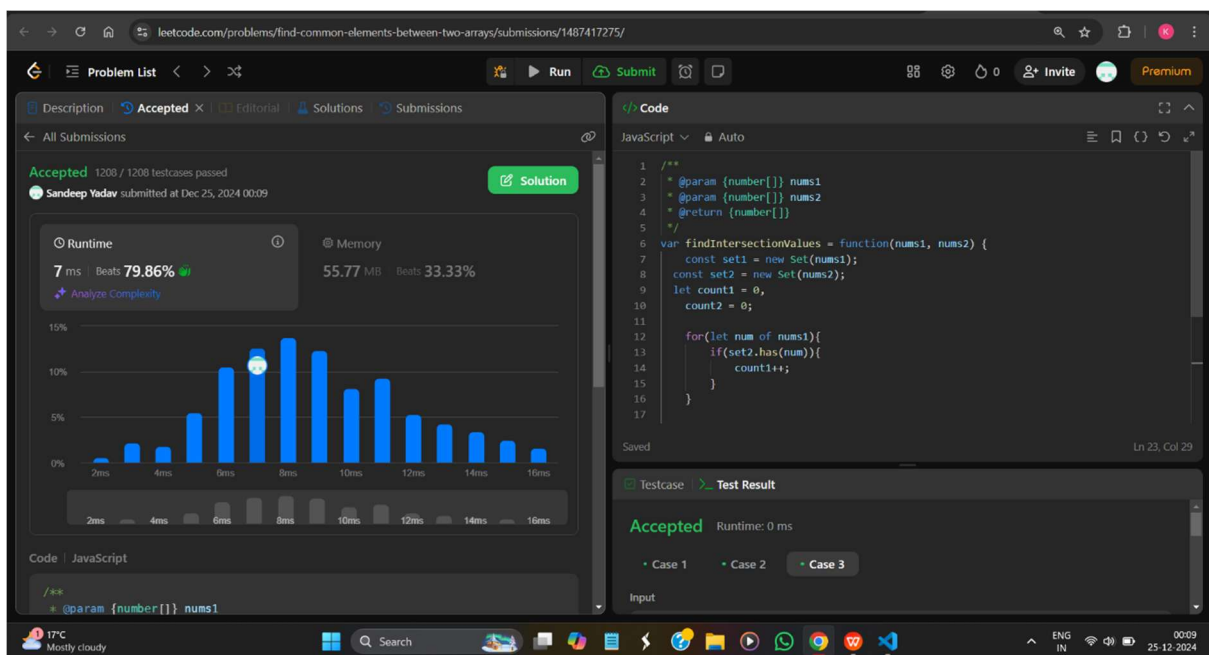 leetcode.com/problems/find-common-elements-between-two-arrays/submissions/1487417275/
K
Problem List
Run
Submit
0
Invite
Premium
Description
Accepted
Editorial
Solutions
Submissions
All Submissions
Accepted 1208 / 1208 testcases passed
Sandeep Yadav submitted at Dec 25, 2024 00:09
Solution
Runtime
7 ms Beats 79.86%
Analyze Complexity
Memory
55.77 MB Beats 33.33%
15%
10%
5%
0%
2ms 4ms 6ms 8ms 10ms 12ms 14ms 16ms
2ms 4ms 6ms 8ms 10ms 12ms 14ms 16ms
Code | JavaScript
/**
* @param {number[]} nums1
</> Code
JavaScript Auto
1 /**
2 * @param {number[]} nums1
3 * @param {number[]} nums2
4 * @return {number[]}
5 */
6 var findIntersectionValues = function(nums1, nums2) {
7 const set1 = new Set(nums1);
8 const set2 = new Set(nums2);
9 let count1 = 0,
10 count2 = 0;
11
12 for(let num of nums1){
13 if(set2.has(num)){
14 count1++;
15 }
16 }
17
Saved
Ln 23, Col 29
Testcase
Test Result
Accepted Runtime: 0 ms
Case 1 Case 2 Case 3
Input
1
17°C
Mostly cloudy
Search
ENG
IN
00:09
25-12-2024